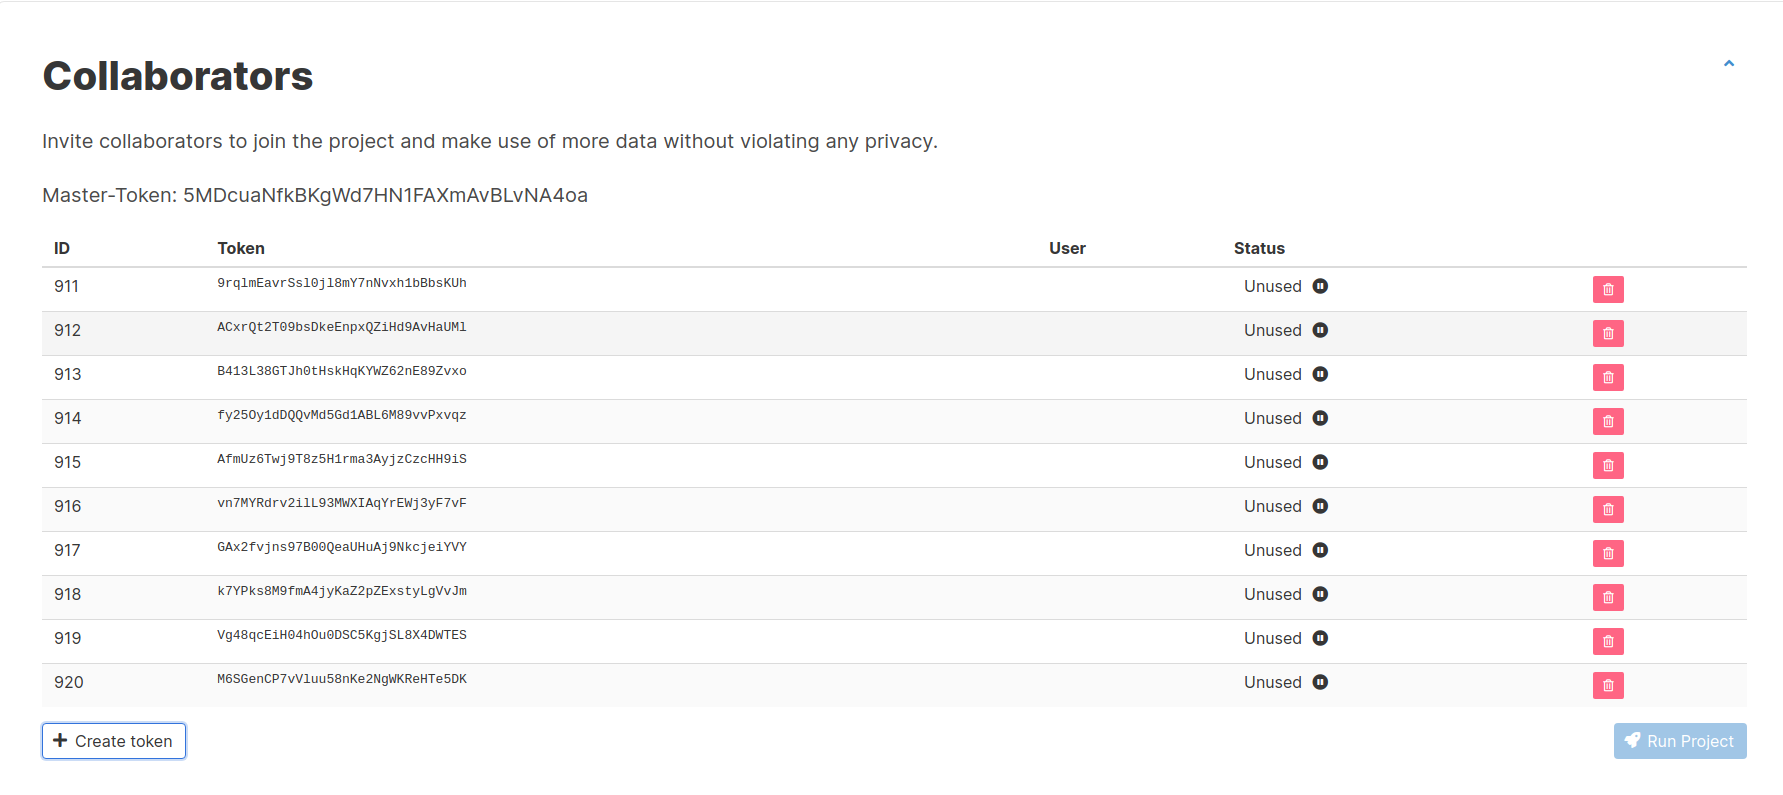 Collaborators
Invite collaborators to join the project and make use of more data without violating any privacy.
Master-Token: 5MDcuaNfkBKgWd7HN1FAXmAvBLvNA4oa
ID Token User Status
911 9rqlmEavrSsl0jl8mY7nNvxh1bBbsKUh Unused
912 ACxrQt2T09bsDkeEnpxQZiHd9AvHaUMl Unused
913 B413L38GTJh0tHskHqKYWZ62nE89Zvxo Unused
914 fy25Oy1dDQQvMd5Gd1ABL6M89vvPxvqz Unused
915 AfmUz6Twj9T8z5H1rma3AyjzCzcHH9iS Unused
916 vn7MYRdrv2ilL93MWXIAqYrEWj3yF7vF Unused
917 GAx2fvjns97B00QeaUHuAj9NkcjeiYVY Unused
918 k7YPks8M9fmA4jyKaZ2pZExstyLgVvJm Unused
919 Vg48qcEiH04hOu0DSC5KgjSL8X4DWTES Unused
920 M6SGenCP7vVluu58nKe2NgWKReHTe5DK Unused
Create token Run Project